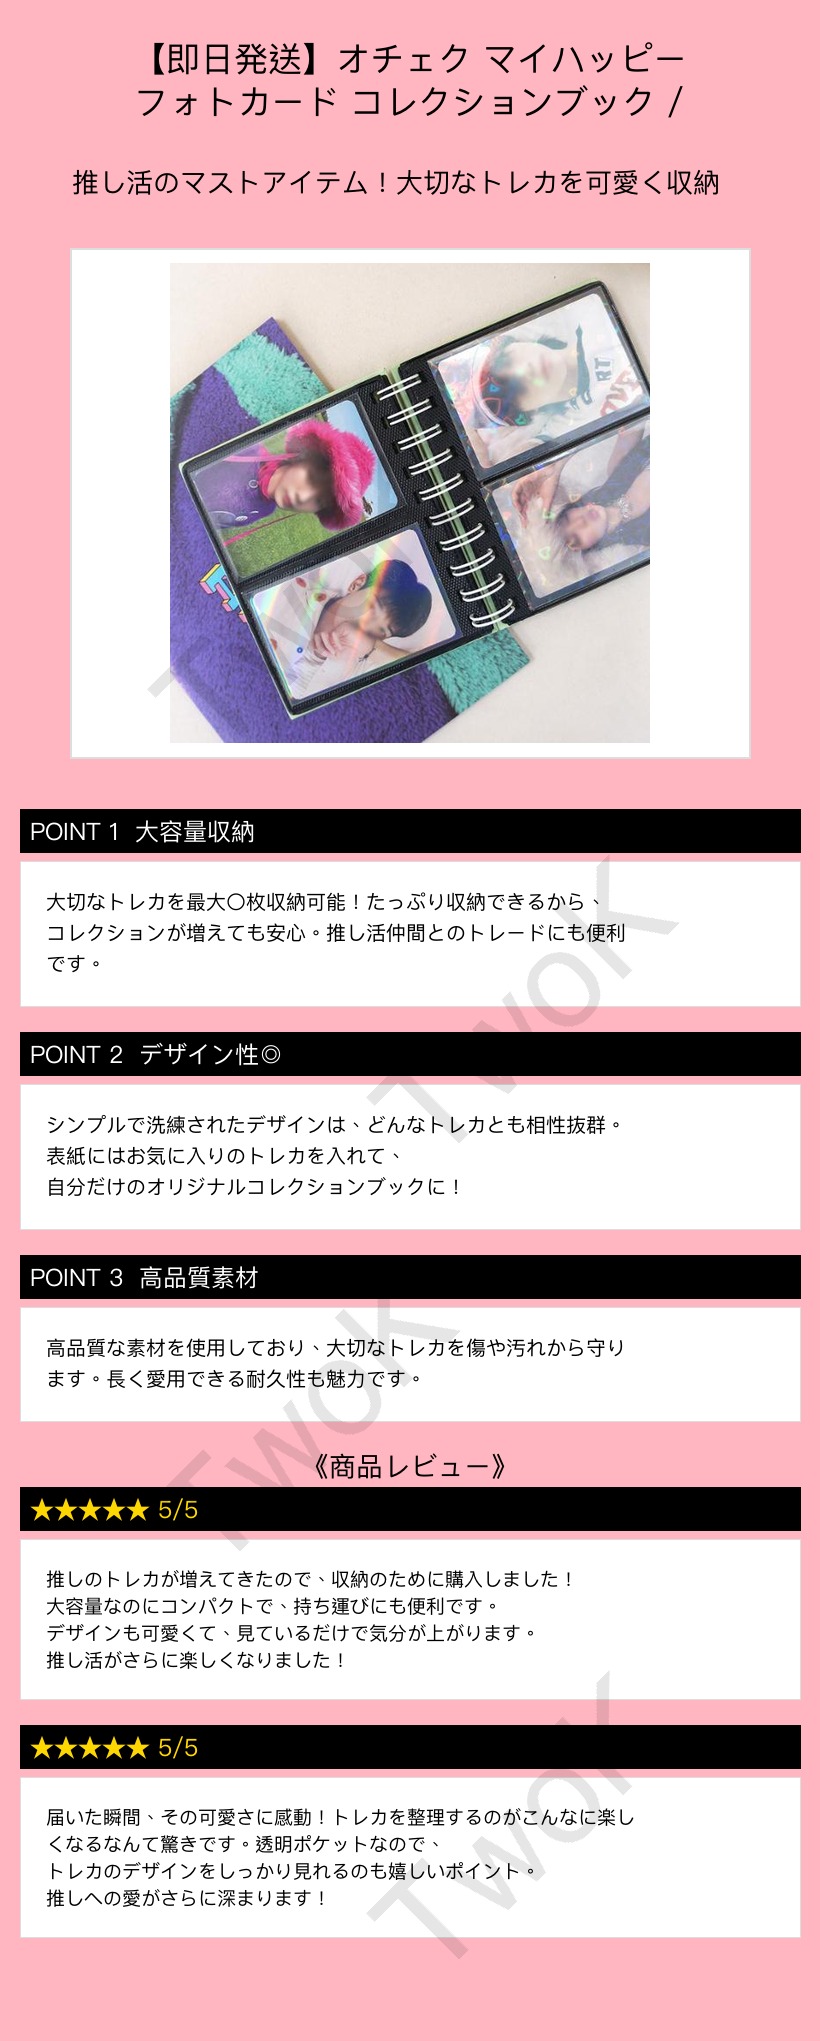 【即日発送】オチェク マイハッピー
フォトカード コレクションブック /
推し活のマストアイテム！大切なトレカを可愛く収納
RT
TwoK
POINT 1 大容量収納
大切なトレカを最大〇枚収納可能！たっぷり収納できるから、
コレクションが増えても安心。推し活仲間とのトレードにも便利
です。
TwoK
POINT 2 デザイン性◎
シンプルで洗練されたデザインは、どんなトレカとも相性抜群。
表紙にはお気に入りのトレカを入れて、
自分だけのオリジナルコレクションブックに！
POINT 3 高品質素材
高品質な素材を使用しており、大切なトレカを傷や汚れから守り
ます。長く愛用できる耐久性も魅力です。
TwoK
《商品レビュー》
★★★★★ 5/5
推しのトレカが増えてきたので、収納のために購入しました！
大容量なのにコンパクトで、持ち運びにも便利です。
デザインも可愛くて、見ているだけで気分が上がります。
推し活がさらに楽しくなりました！
★★★★★ 5/5
届いた瞬間、その可愛さに感動！トレカを整理するのがこんなに楽し
くなるなんて驚きです。透明ポケットなので、
トレカのデザインをしっかり見れるのも嬉しいポイント。
推しへの愛がさらに深まります！
TwoK